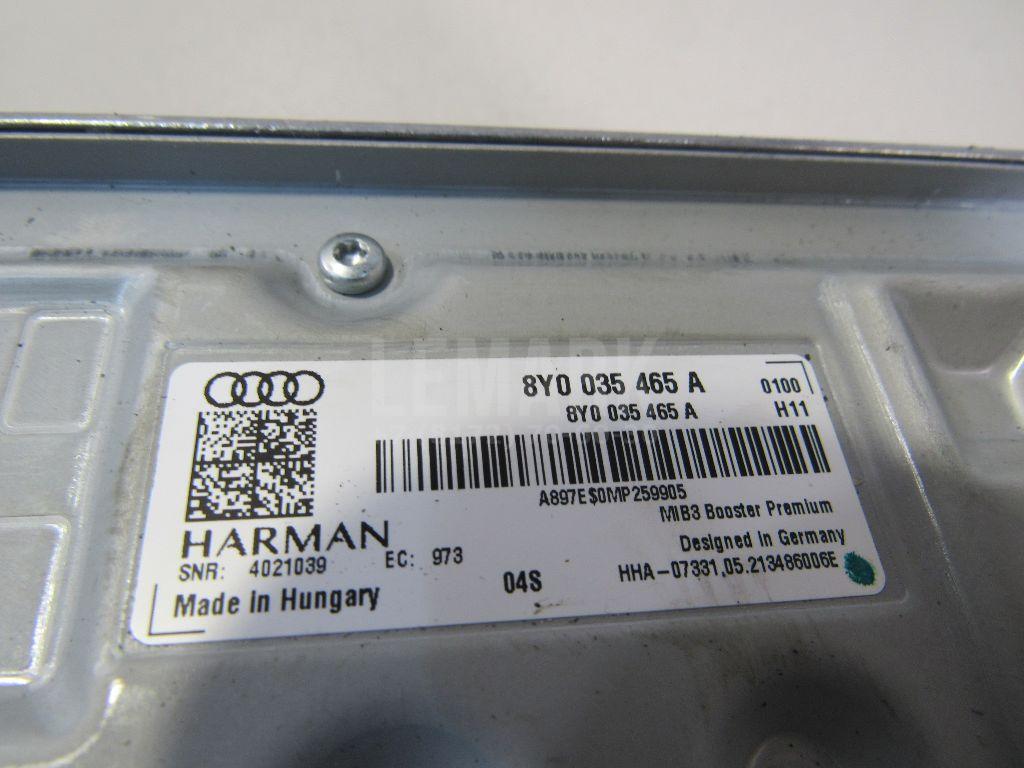 LEMARK
8Y0 035 465 A 0100
8Y0 035 465 A H11
A897E$0MP259905
MIB3 Booster Premium
HARMAN
Designed in Germany
SNR: 4021039 EC: 973
HHA-07331,05.213486006E
04S
Made in Hungary